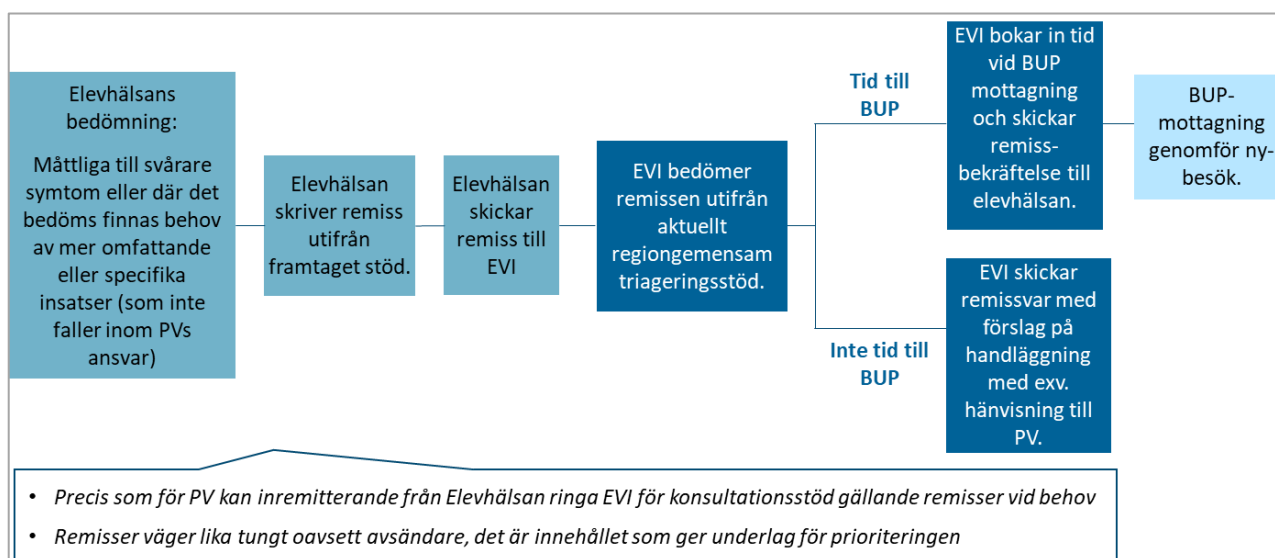 Elevhälsans
bedömning:
Måttliga till svårare
symtom eller där det
bedöms finnas behov
av mer omfattande
eller specifika
insatser (som inte
faller inom PVs
ansvar)
Elevhälsan
skriver remiss
utifrån
framtaget stöd.
Elevhälsan
skickar
remiss till
EVI
EVI bedömer
remissen utifrån
aktuellt
regiongemensam
triageringsstöd.
Tid till
BUP
EVI bokar in tid
vid BUP
mottagning
och skickar
remiss-
bekräftelse till
elevhälsan.
BUP-
mottagning
genomför ny-
besök.
Inte tid till
BUP
EVI skickar
remissvar med
förslag på
handläggning
med exv.
hänvisning till
PV.
• Precis som för PV kan inremitterande från Elevhälsan ringa EVI för konsultationsstöd gällande remisser vid behov
• Remisser väger lika tungt oavsett avsändare, det är innehållet som ger underlag för prioriteringen